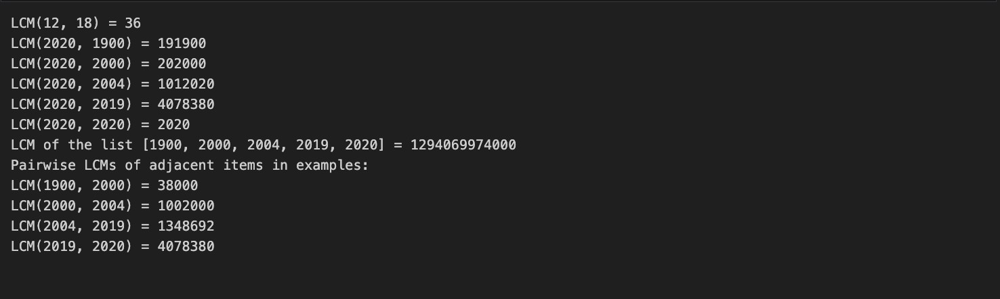 LCM(12, 18) = 36
LCM(2020, 1900) = 191900
LCM(2020, 2000) = 202000
LCM(2020, 2004) = 1012020
LCM(2020, 2019) = 4078380
LCM(2020, 2020) = 2020
LCM of the list [1900, 2000, 2004, 2019, 2020] = 1294069974000
Pairwise LCMs of adjacent items in examples:
LCM(1900, 2000) = 38000
LCM(2000, 2004) = 1002000
LCM(2004, 2019) = 1348692
LCM(2019, 2020) = 4078380